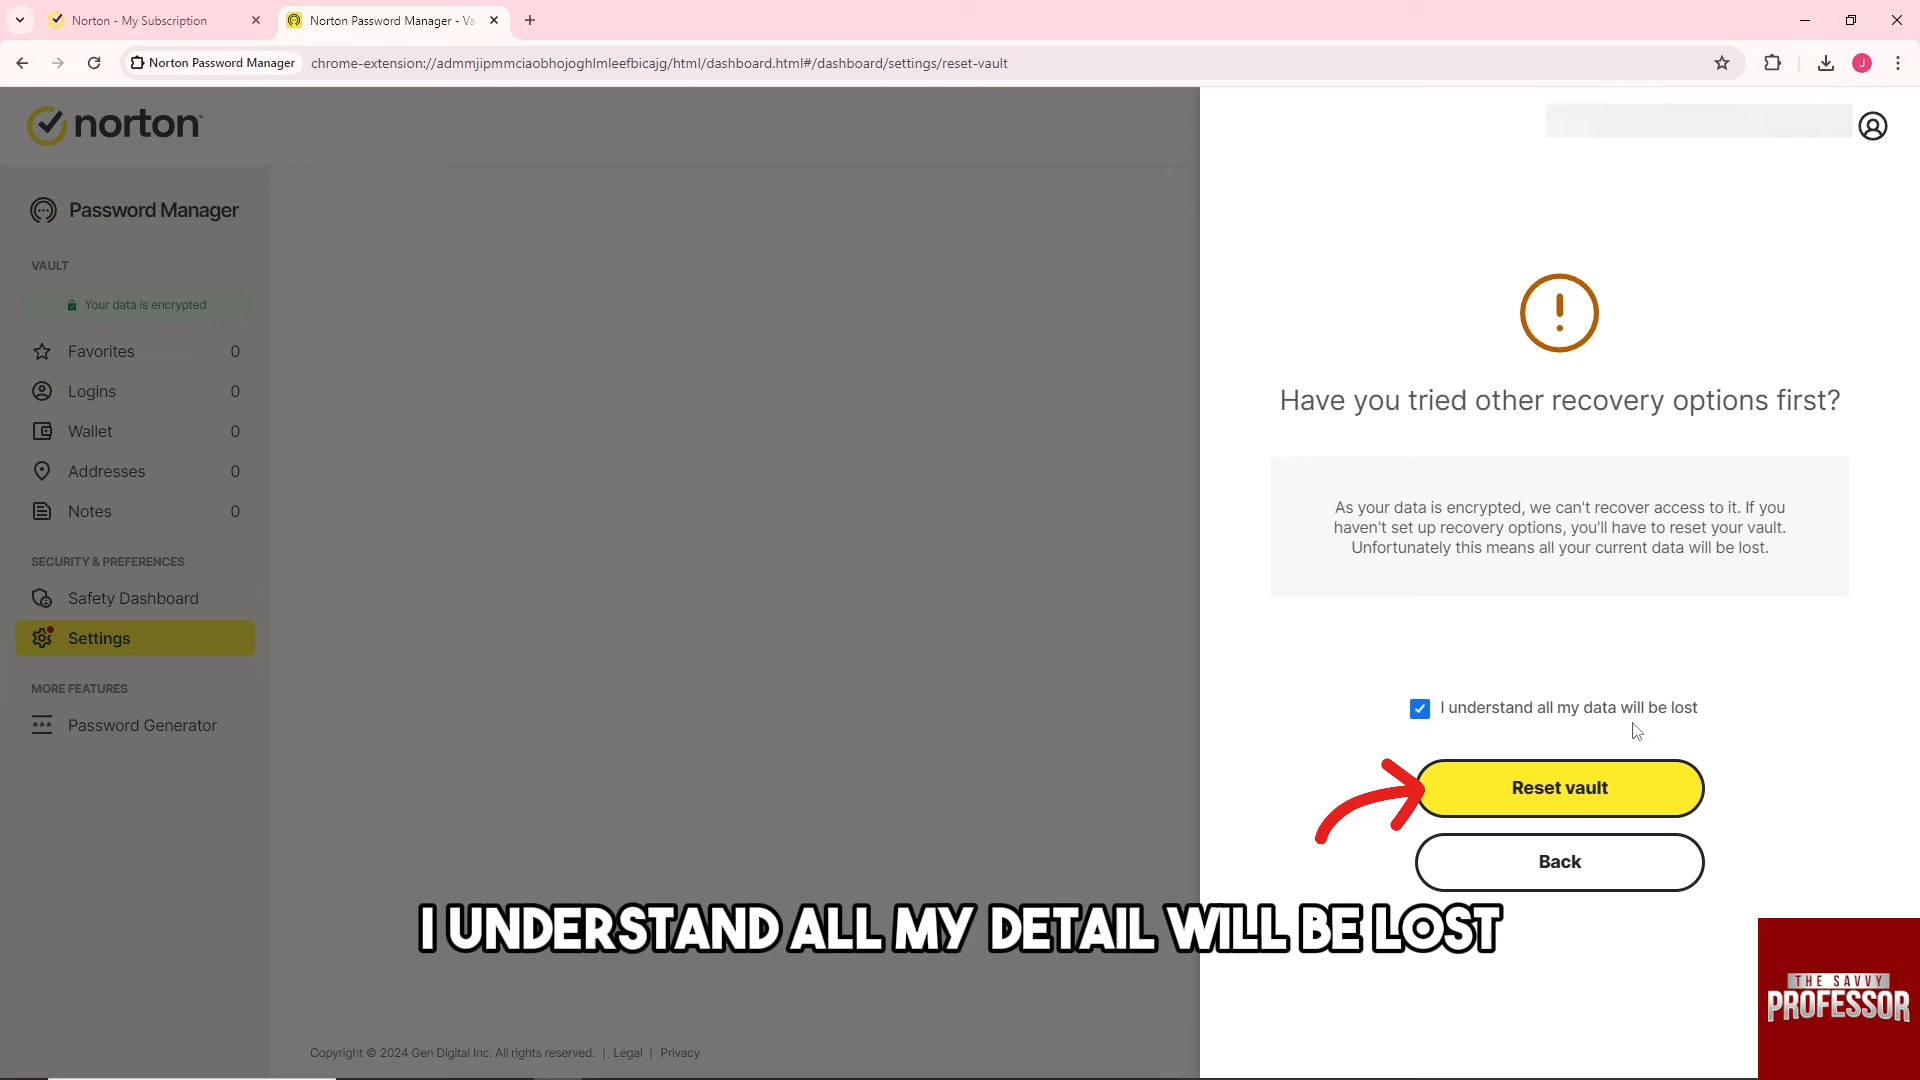 Norton - My Subscription
Norton Password Manager - Va
Norton Password Manager
chrome-extension://admmjipmmciaobhojoghlmleefbicajg/html/dashboard.html#/dashboard/settings/reset-vault
J
norton
Password Manager
VAULT
Your data is encrypted
Favorites 0
Logins 0
Wallet 0
Addresses 0
Notes 0
SECURITY & PREFERENCES
Safety Dashboard
Settings
MORE FEATURES
Password Generator
Have you tried other recovery options first?
As your data is encrypted, we can't recover access to it. If you
haven't set up recovery options, you'll have to reset your vault.
Unfortunately this means all your current data will be lost.
I understand all my data will be lost
Reset vault
Back
I UNDERSTAND ALL MY DETAIL WILL BE LOST
THE SAVVY
PROFESSOR
Copyright © 2024 Gen Digital Inc. All rights reserved. | Legal | Privacy